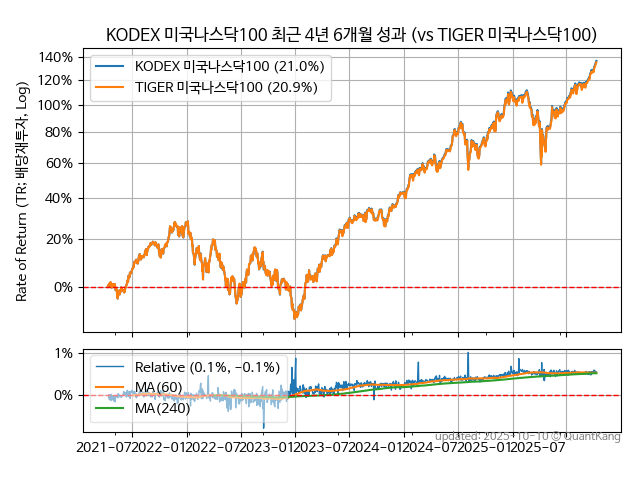 KODEX 미국나스닥100 최근 4년 6개월 성과 (vs TIGER 미국나스닥100)
Rate of Return (TR: 배당재투자, Log)
140%
120%
100%
80%
60%
40%
20%
0%
KODEX 미국나스닥100 (21.0%)
TIGER 미국나스닥100 (20.9%)
1%
0%
Relative (0.1%, −0.1%)
MA(60)
MA(240)
updated: 2025-10-10 © QuantKang
2021-07 2022-01 2022-07 2023-01 2023-07 2024-01 2024-07 2025-01 2025-07